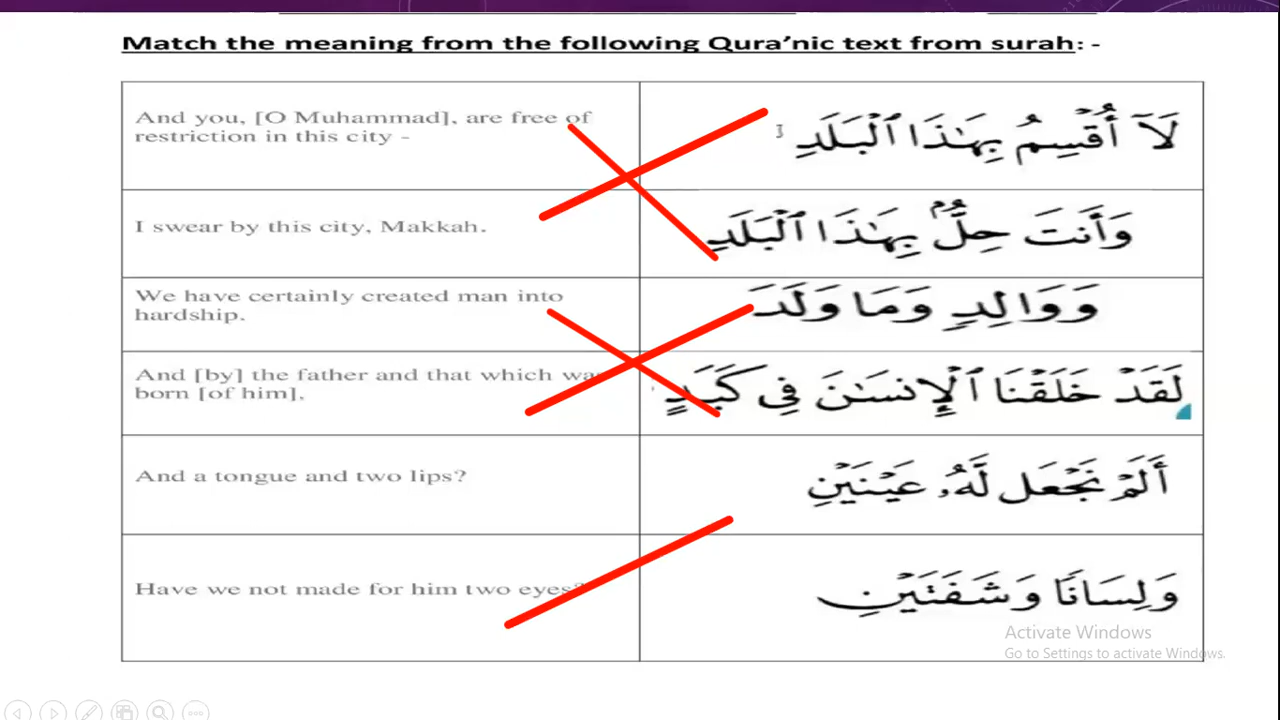 Match the meaning from the following Qura’nic text from surah: -
And you, [O Muhammad], are free of
restriction in this city -
لَآ أُقْسِمُ بِهَـٰذَا ٱلْبَلَدِ
I swear by this city, Makkah.
وَأَنتَ حِلٌّۢ بِهَـٰذَا ٱلْبَلَدِ
We have certainly created man into
hardship.
وَوَالِدٍ وَمَا وَلَدَ
And [by] the father and that which was
born [of him],
لَقَدْ خَلَقْنَا ٱلْإِنسَـٰنَ فِى كَبَدٍ
And a tongue and two lips?
أَلَمْ نَجْعَل لَّهُۥ عَيْنَيْنِ
Have we not made for him two eyes?
وَلِسَانًا وَشَفَتَيْنِ
Activate Windows
Go to Settings to activate Windows.